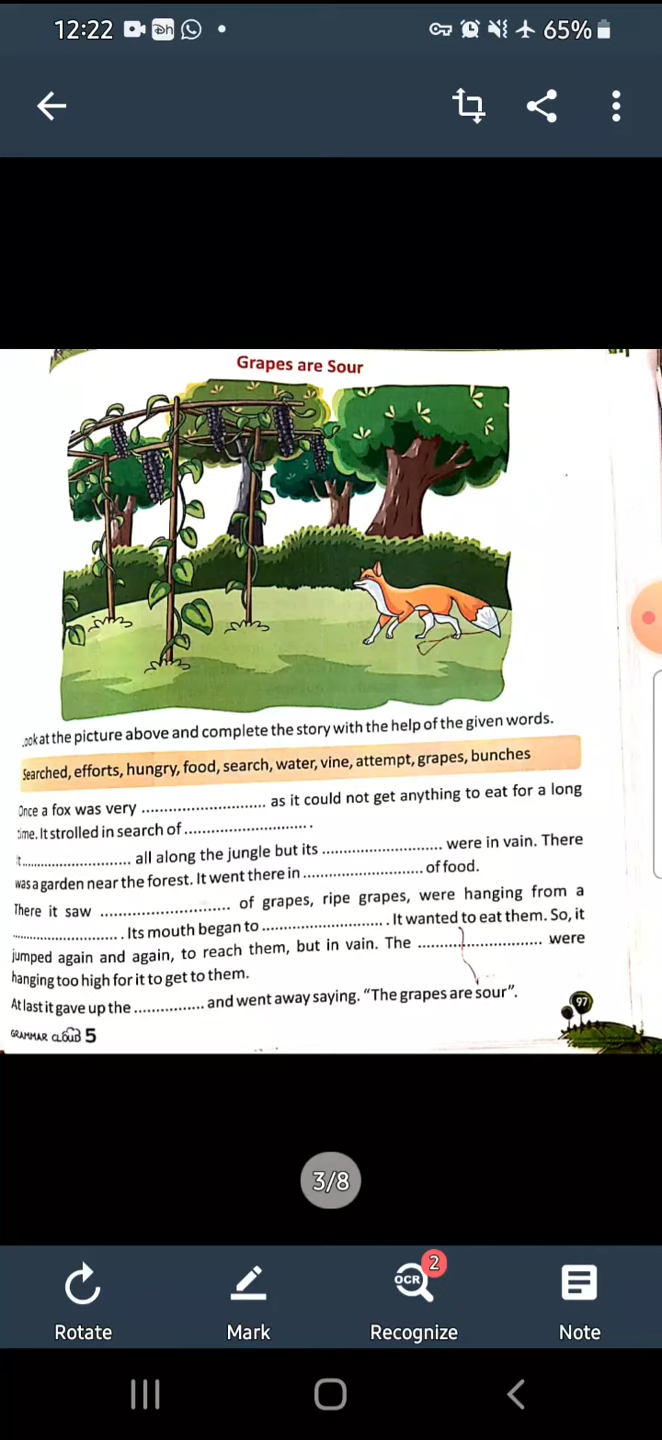 12:22
65%
Grapes are Sour
ook at the picture above and complete the story with the help of the given words.
Searched, efforts, hungry, food, search, water, vine, attempt, grapes, bunches
Once a fox was very ............................ as it could not get anything to eat for a long
time. It strolled in search of ............................ .
It............................ all along the jungle but its ............................ were in vain. There
was a garden near the forest. It went there in ............................ of food.
There it saw ............................ of grapes, ripe grapes, were hanging from a
............................ . Its mouth began to ............................ . It wanted to eat them. So, it
jumped again and again, to reach them, but in vain. The ............................ were
hanging too high for it to get to them.
At last it gave up the ................ and went away saying. “The grapes are sour”.
97
GRAMMAR CLOUD 5
3/8
OCR
2
Rotate
Mark
Recognize
Note